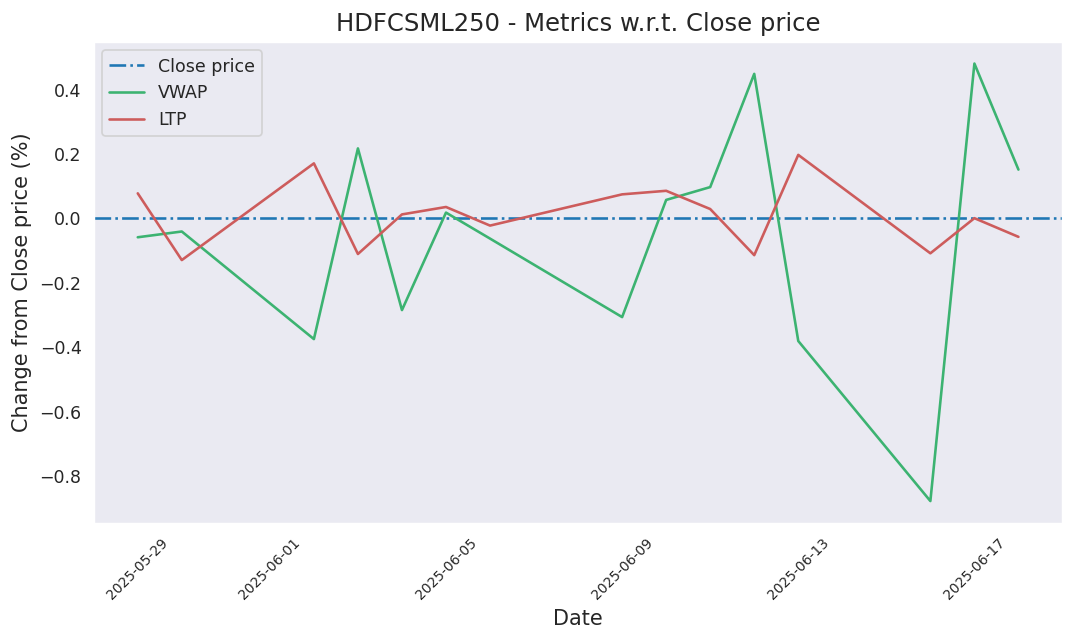 HDFCSML250 - Metrics w.r.t. Close price
Close price
VWAP
LTP
Change from Close price (%)
0.4
0.2
0.0
−0.2
−0.4
−0.6
−0.8
2025-05-29
2025-06-01
2025-06-05
2025-06-09
2025-06-13
2025-06-17
Date